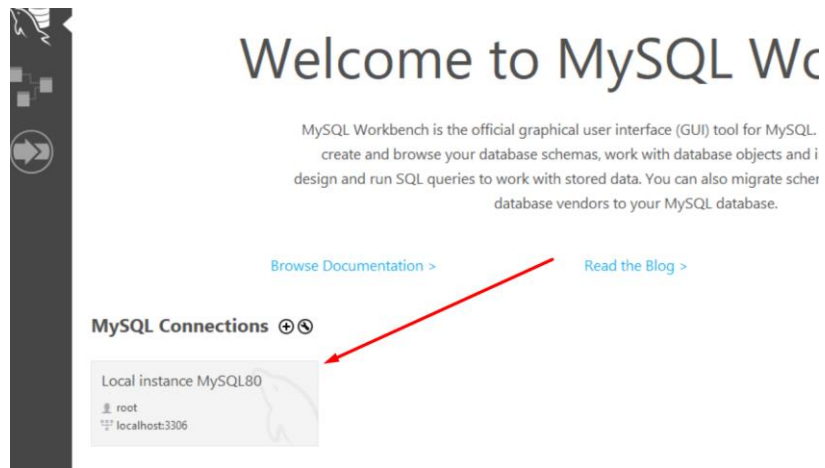 Welcome to MySQL Wo
MySQL Workbench is the official graphical user interface (GUI) tool for MySQL.
create and browse your database schemas, work with database objects and i
design and run SQL queries to work with stored data. You can also migrate schem
database vendors to your MySQL database.
Browse Documentation > Read the Blog >
MySQL Connections
Local instance MySQL80
root
localhost:3306